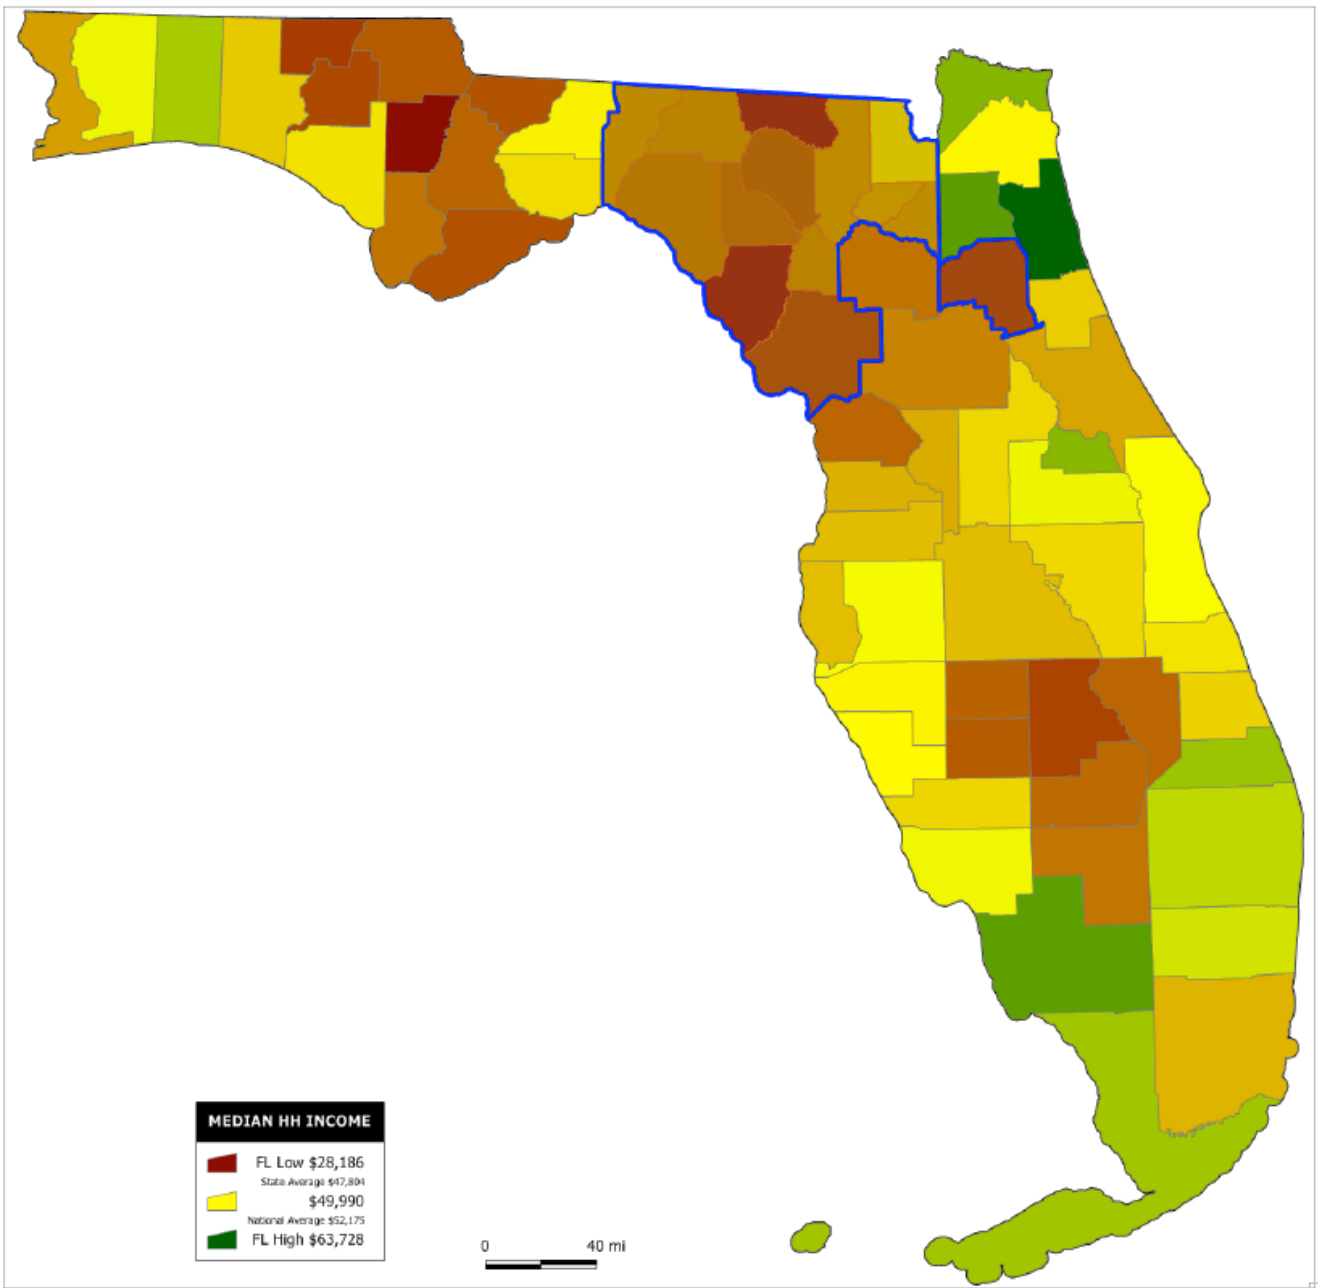 MEDIAN HH INCOME
FL Low $28,186
State Average $47,804
$49,990
National Average $52,175
FL High $63,728
0 40 mi